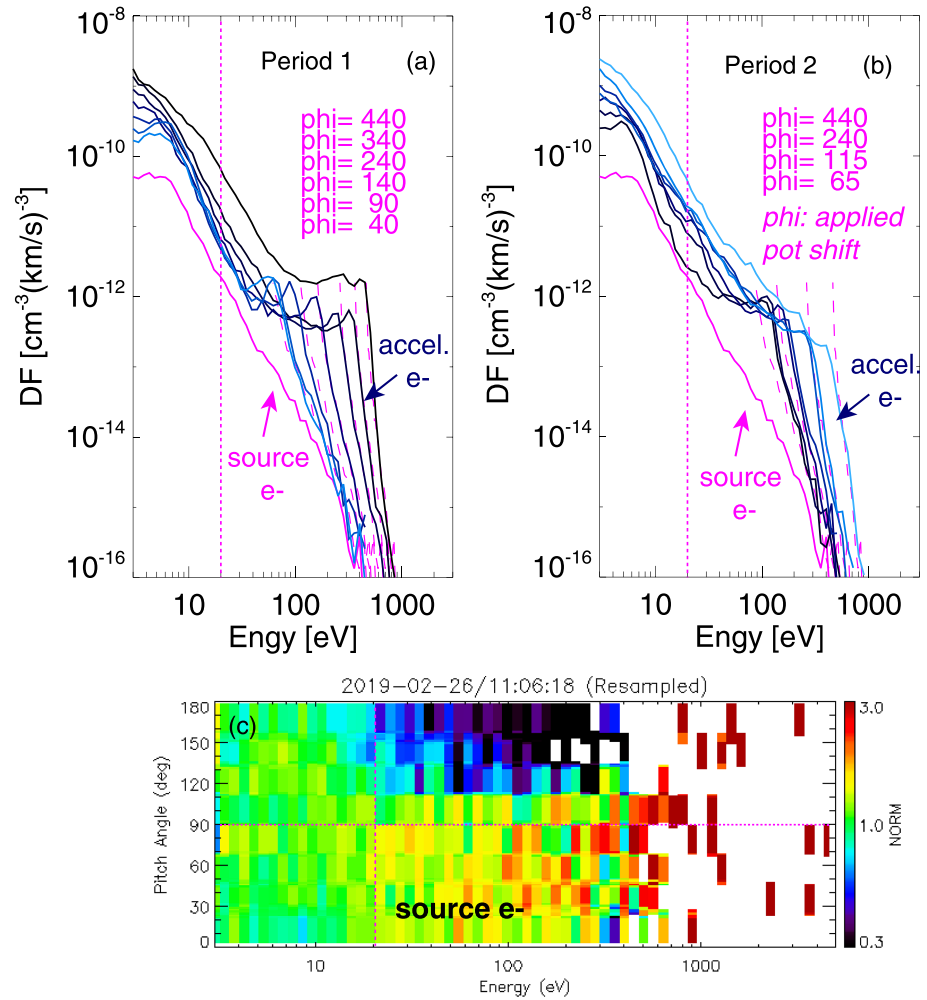 Period 1
(a)
phi= 440
phi= 340
phi= 240
phi= 140
phi= 90
phi= 40
accel.
e-
source
e-
10-8
10-10
10-12
10-14
10-16
DF [cm-3(km/s)-3]
10
100
1000
Engy [eV]
Period 2
(b)
phi= 440
phi= 240
phi= 115
phi= 65
phi: applied
pot shift
accel.
e-
source
e-
10-8
10-10
10-12
10-14
10-16
DF [cm-3(km/s)-3]
10
100
1000
Engy [eV]
2019-02-26/11:06:18 (Resampled)
(c)
180
150
120
90
60
30
0
Pitch Angle (deg)
source e-
10
100
1000
Energy (eV)
3.0
1.0
0.3
NORM